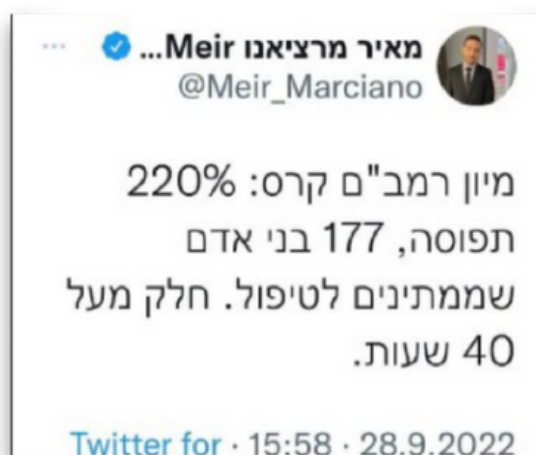 מאיר מרציאנו Meir...
@Meir_Marciano
מיון רמב"ם קרס: 220%
תפוסה, 177 בני אדם
שממתינים לטיפול. חלק מעל
40 שעות.
28.9.2022 · 15:58 · Twitter for